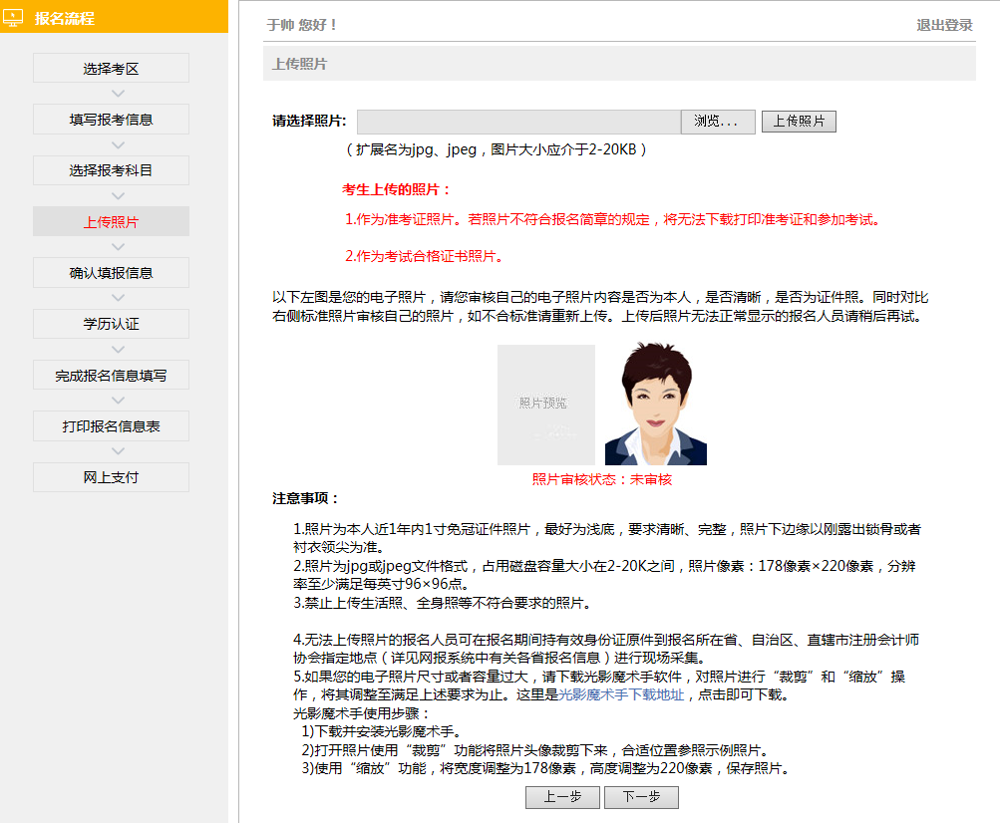 报名流程
选择考区
填写报考信息
选择报考科目
上传照片
确认填报信息
学历认证
完成报名信息填写
打印报名信息表
网上支付
于帅 您好！
退出登录
上传照片
请选择照片:
浏览...
上传照片
（扩展名为jpg、jpeg，图片大小应介于2-20KB）
考生上传的照片：
1.作为准考证照片。若照片不符合报名简章的规定，将无法下载打印准考证和参加考试。
2.作为考试合格证书照片。
以下左图是您的电子照片，请您审核自己的电子照片内容是否为本人，是否清晰，是否为证件照。同时对比
右侧标准照片审核自己的照片，如不合标准请重新上传。上传后照片无法正常显示的报名人员请稍后再试。
照片预览
照片审核状态：未审核
注意事项：
1.照片为本人近1年内1寸免冠证件照片，最好为浅底，要求清晰、完整，照片下边缘以刚露出锁骨或者
衬衣领尖为准。
2.照片为jpg或jpeg文件格式，占用磁盘容量大小在2-20K之间，照片像素：178像素×220像素，分辨
率至少满足每英寸96×96点。
3.禁止上传生活照、全身照等不符合要求的照片。
4.无法上传照片的报名人员可在报名期间持有效身份证原件到报名所在省、自治区、直辖市注册会计师
协会指定地点（详见网报系统中有关各省报名信息）进行现场采集。
5.如果您的电子照片尺寸或者容量过大，请下载光影魔术手软件，对照片进行“裁剪”和“缩放”操
作，将其调整至满足上述要求为止。这里是光影魔术手下载地址，点击即可下载。
光影魔术手使用步骤：
1)下载并安装光影魔术手。
2)打开照片使用“裁剪”功能将照片头像裁剪下来，合适位置参照示例照片。
3)使用“缩放”功能，将宽度调整为178像素，高度调整为220像素，保存照片。
上一步
下一步